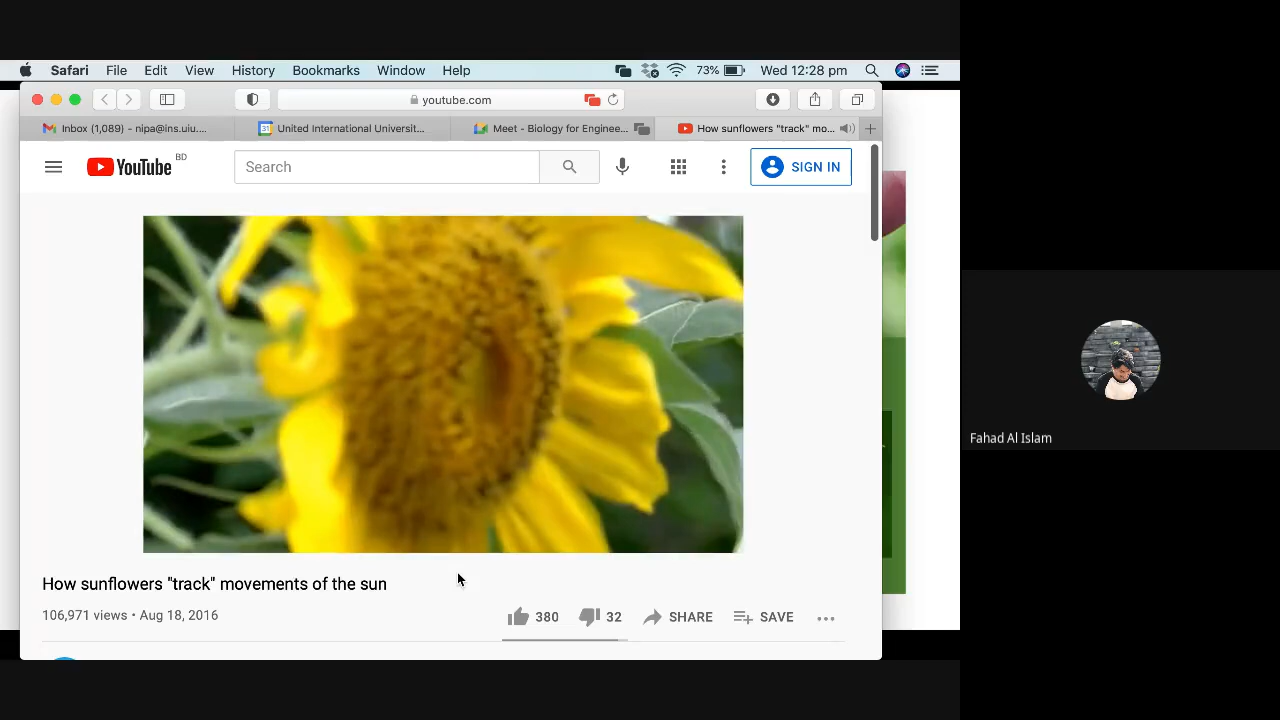 Safari File Edit View History Bookmarks Window Help 73% Wed 12:28 pm
youtube.com
Inbox (1,089) - nipa@ins.uiu.... United International Universit... Meet - Biology for Enginee... How sunflowers "track" mo...
YouTube BD Search SIGN IN
Fahad Al Islam
How sunflowers "track" movements of the sun
106,971 views • Aug 18, 2016 380 32 SHARE SAVE